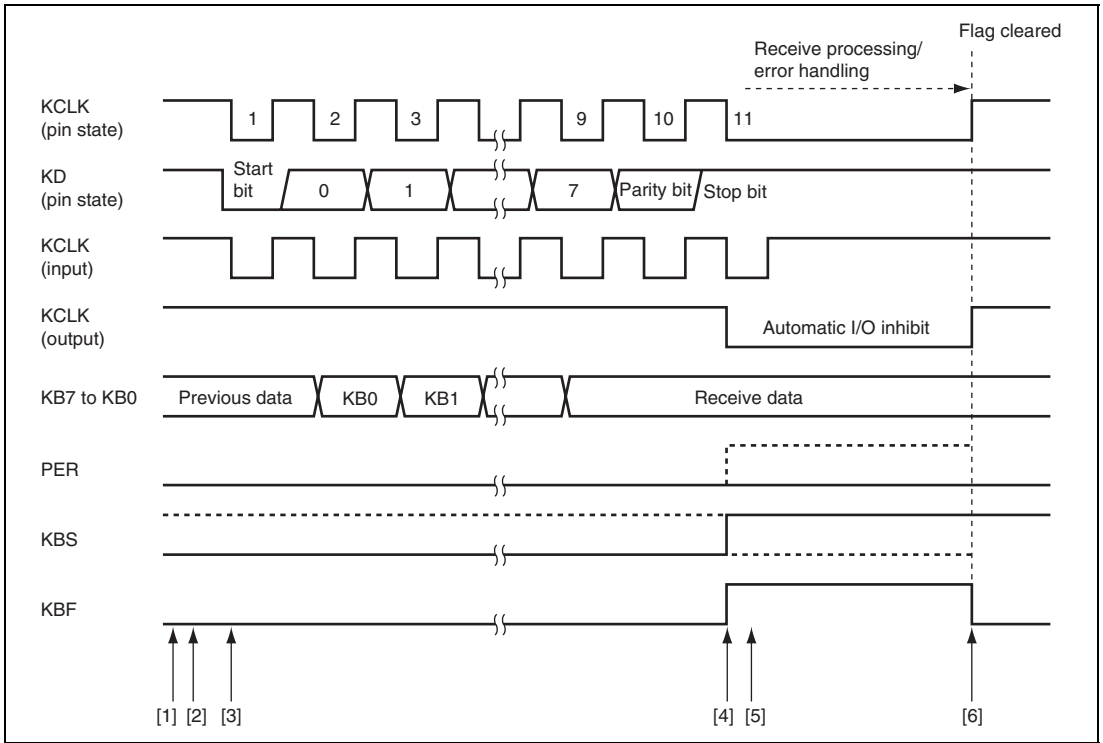 Flag cleared
Receive processing/
error handling
KCLK
(pin state)
1 2 3 9 10 11
KD
(pin state)
Start
bit
0 1 7 Parity bit Stop bit
KCLK
(input)
KCLK
(output)
Automatic I/O inhibit
KB7 to KB0
Previous data KB0 KB1 Receive data
PER
KBS
KBF
[1] [2] [3] [4] [5] [6]